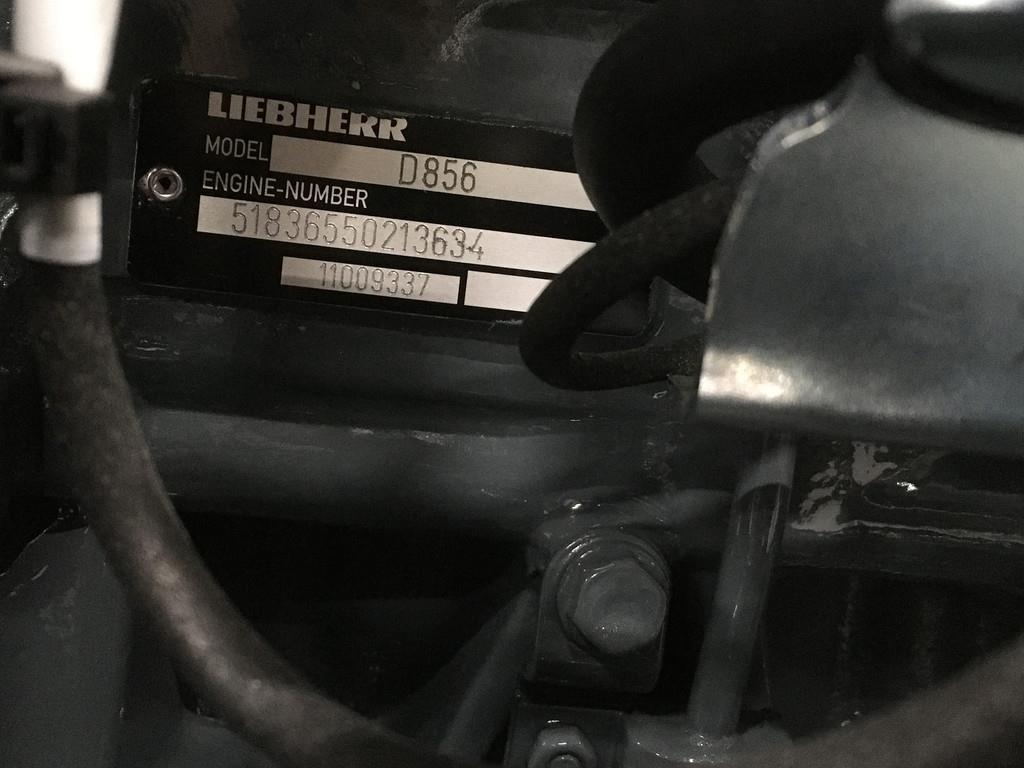 LIEBHERR
MODEL D856
ENGINE-NUMBER
51836550213634
11009337